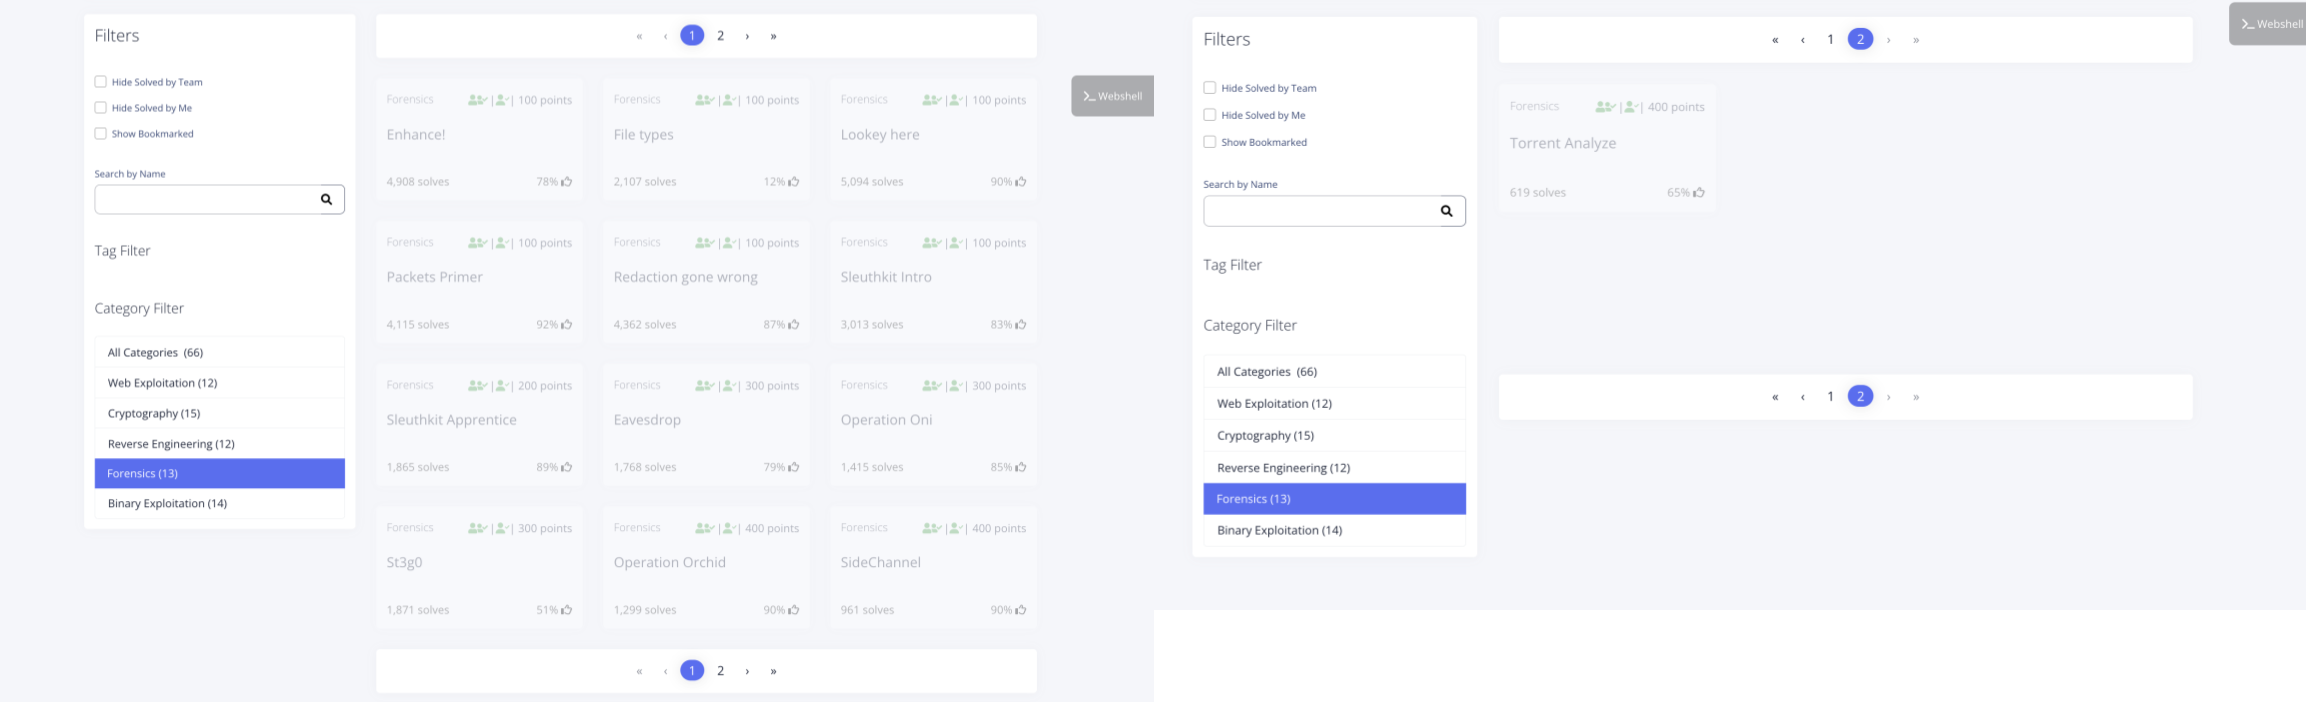 Filters
Hide Solved by Team
Hide Solved by Me
Show Bookmarked
Search by Name
Tag Filter
Category Filter
All Categories (66)
Web Exploitation (12)
Cryptography (15)
Reverse Engineering (12)
Forensics (13)
Binary Exploitation (14)
« ‹ 1 2 › »
Forensics | | 100 points
Enhance!
4,908 solves 78%
Forensics | | 100 points
File types
2,107 solves 12%
Forensics | | 100 points
Lookey here
5,094 solves 90%
Forensics | | 100 points
Packets Primer
4,115 solves 92%
Forensics | | 100 points
Redaction gone wrong
4,362 solves 87%
Forensics | | 100 points
Sleuthkit Intro
3,013 solves 83%
Forensics | | 200 points
Sleuthkit Apprentice
1,865 solves 89%
Forensics | | 300 points
Eavesdrop
1,768 solves 79%
Forensics | | 300 points
Operation Oni
1,415 solves 85%
Forensics | | 300 points
St3g0
1,871 solves 51%
Forensics | | 400 points
Operation Orchid
1,299 solves 90%
Forensics | | 400 points
SideChannel
961 solves 90%
« ‹ 1 2 › »
>_ Webshell
Filters
Hide Solved by Team
Hide Solved by Me
Show Bookmarked
Search by Name
Tag Filter
Category Filter
All Categories (66)
Web Exploitation (12)
Cryptography (15)
Reverse Engineering (12)
Forensics (13)
Binary Exploitation (14)
« ‹ 1 2 › »
Forensics | | 400 points
Torrent Analyze
619 solves 65%
« ‹ 1 2 › »
>_ Webshell